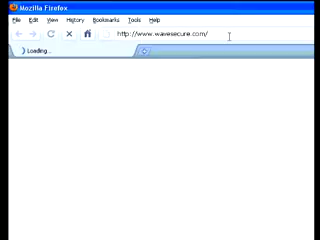 Mozilla Firefox
File Edit View History Bookmarks Tools Help
http://www.wavesecure.com/
Loading...